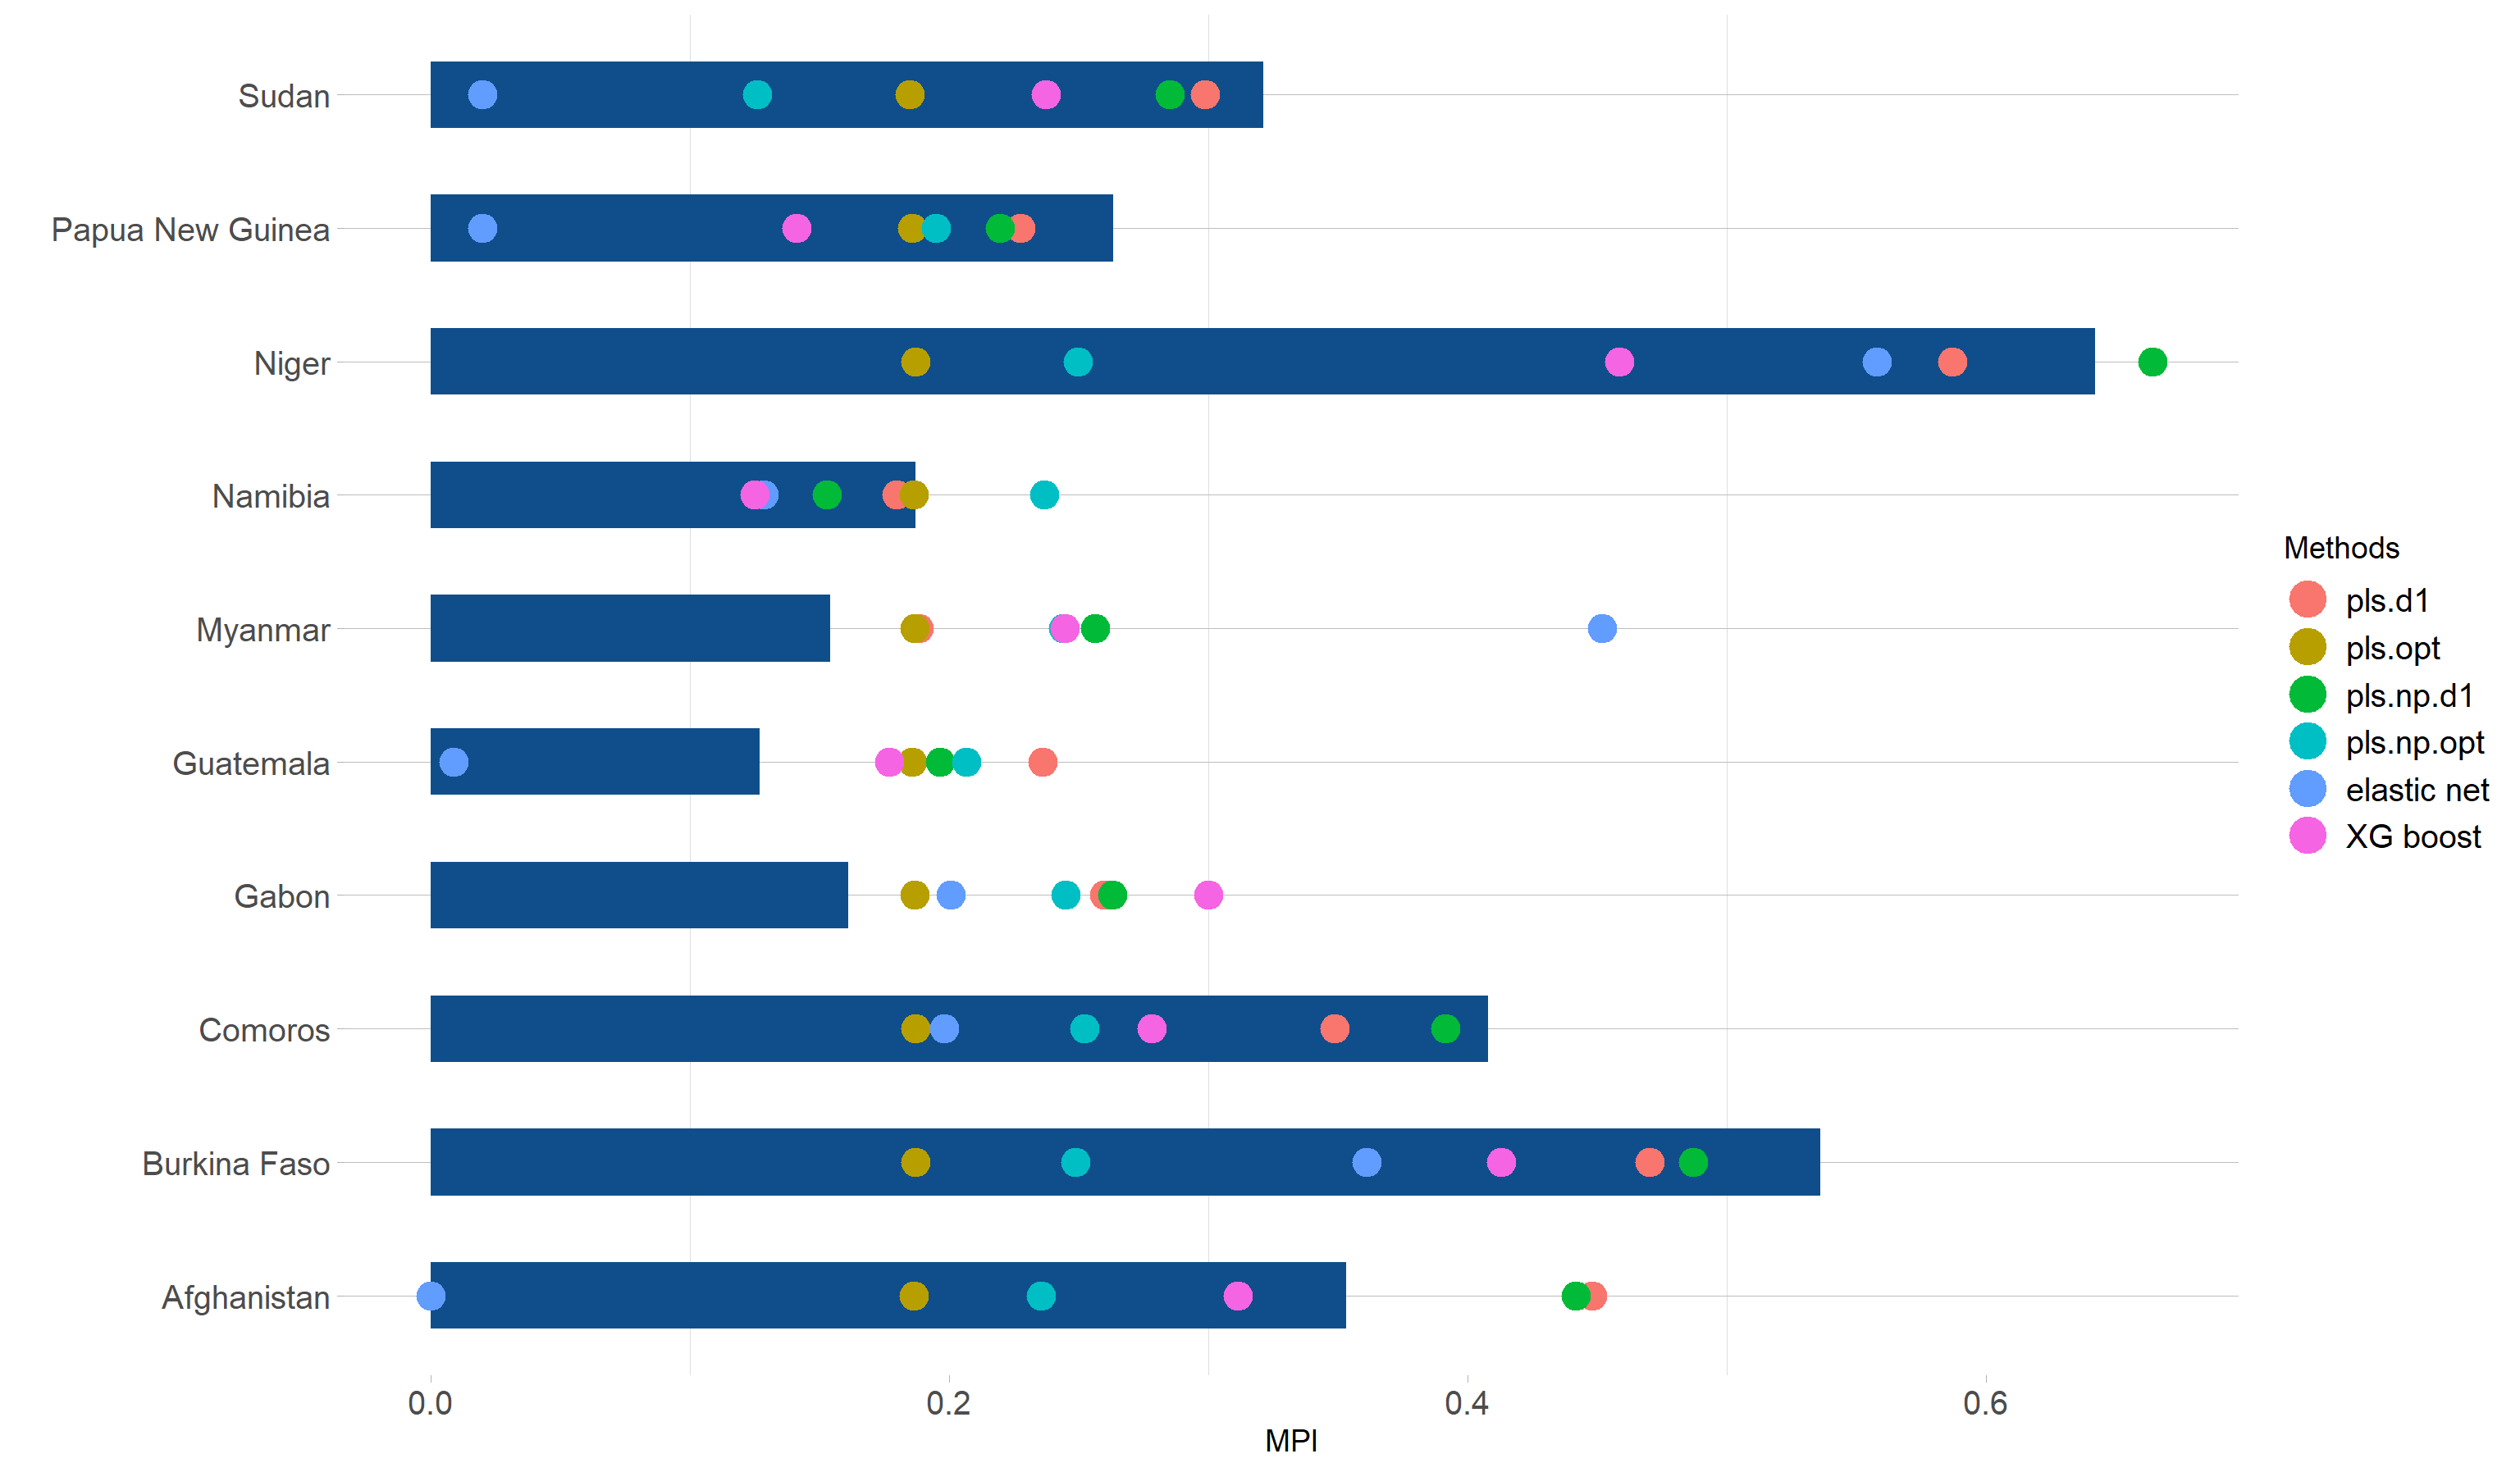 Sudan
Papua New Guinea
Niger
Namibia
Myanmar
Guatemala
Gabon
Comoros
Burkina Faso
Afghanistan
0.0 0.2 0.4 0.6
MPI
Methods
pls.d1
pls.opt
pls.np.d1
pls.np.opt
elastic net
XG boost